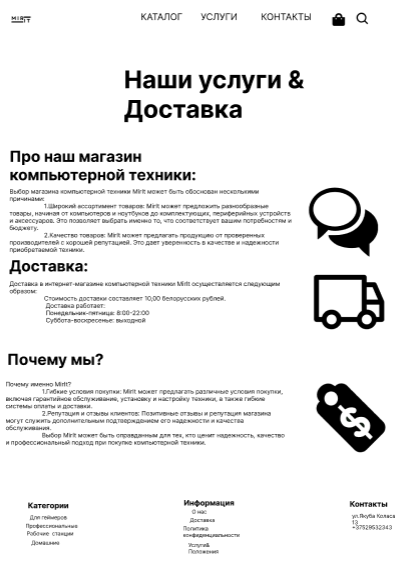 MIRIT
КАТАЛОГ УСЛУГИ КОНТАКТЫ
Наши услуги &
Доставка
Про наш магазин
компьютерной техники:
Выбор магазина компьютерной техники Mirit может быть обоснован несколькими
причинами:
1.Широкий ассортимент товаров: Mirit может предложить разнообразные
товары, начиная от компьютеров и ноутбуков до комплектующих, периферийных устройств
и аксессуаров. Это позволяет выбрать именно то, что соответствует вашим потребностям и
бюджету.
2.Качество товаров: Mirit может предлагать продукцию от проверенных
производителей с хорошей репутацией. Это дает уверенность в качестве и надежности
приобретаемой техники.
Доставка:
Доставка в интернет-магазине компьютерной техники Mirit осуществляется следующим
образом:
Стоимость доставки составляет 10,00 белорусских рублей.
Доставка работает:
Понедельник-пятница: 8:00-22:00
Суббота-воскресенье: выходной
Почему мы?
Почему именно Mirit?
1.Гибкие условия покупки: Mirit может предлагать различные условия покупки,
включая гарантийное обслуживание, установку и настройку техники, а также гибкие
системы оплаты и доставки.
2.Репутация и отзывы клиентов: Позитивные отзывы и репутация магазина
могут служить дополнительным подтверждением его надежности и качества
обслуживания.
Выбор Mirit может быть оправданным для тех, кто ценит надежность, качество
и профессиональный подход при покупке компьютерной техники.
Категории
Для геймеров
Профессиональные
Рабочие станции
Домашние
Информация
О нас
Доставка
Политика
конфиденциальности
Услуги&
Положения
Контакты
ул.Якуба Коласа
13
+37529532343